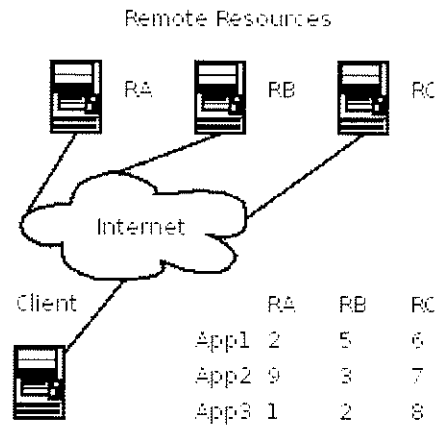 Remote Resources
RA RB RC
Internet
Client
RA RB RC
App1 2 5 6
App2 9 3 7
App3 1 2 8